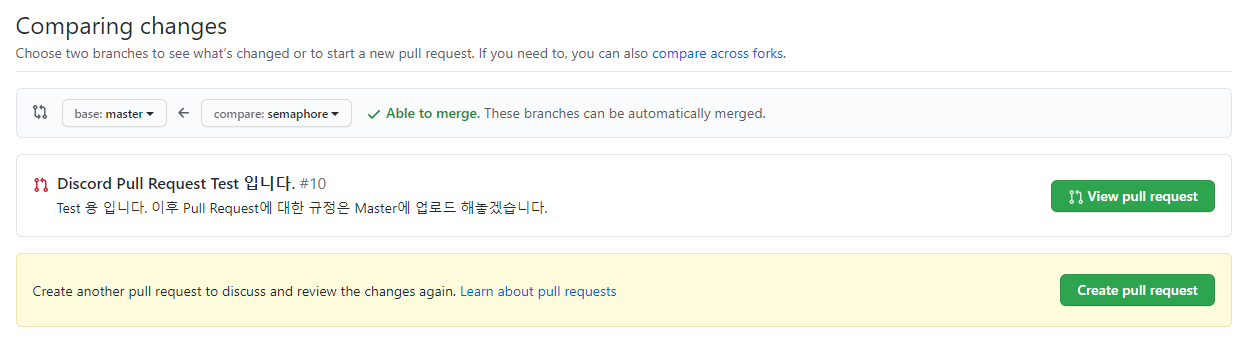 Comparing changes
Choose two branches to see what's changed or to start a new pull request. If you need to, you can also compare across forks.
base: master compare: semaphore Able to merge. These branches can be automatically merged.
Discord Pull Request Test 입니다. #10
Test 용 입니다. 이후 Pull Request에 대한 규정은 Master에 업로드 해놓겠습니다.
View pull request
Create another pull request to discuss and review the changes again. Learn about pull requests
Create pull request